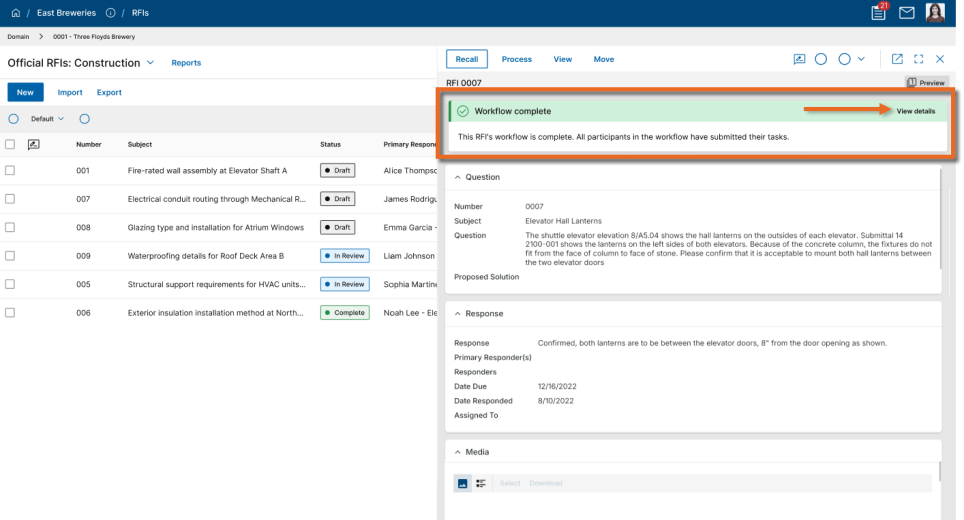 / East Breweries / RFIs
21
Domain > 0001 - Three Floyds Brewery
Official RFIs: Construction Reports
New Import Export
Default
Number Subject Status Primary Respon
001 Fire-rated wall assembly at Elevator Shaft A Draft Alice Thompso
007 Electrical conduit routing through Mechanical R... Draft James Rodrigu
008 Glazing type and installation for Atrium Windows Draft Emma Garcia -
009 Waterproofing details for Roof Deck Area B In Review Liam Johnson
005 Structural support requirements for HVAC units... In Review Sophia Martine
006 Exterior insulation installation method at North... Complete Noah Lee - Ele
Recall Process View Move
RFI 0007 Preview
Workflow complete View details
This RFI's workflow is complete. All participants in the workflow have submitted their tasks.
Question
Number 0007
Subject Elevator Hall Lanterns
Question The shuttle elevator elevation 8/A5.04 shows the hall lanterns on the outsides of each elevator. Submittal 14
2100-001 shows the lanterns on the left sides of both elevators. Because of the concrete column, the fixtures do not
fit from the face of column to face of stone. Please confirm that it is acceptable to mount both hall lanterns between
the two elevator doors
Proposed Solution
Response
Response Confirmed, both lanterns are to be between the elevator doors, 8" from the door opening as shown.
Primary Responder(s)
Responders
Date Due 12/16/2022
Date Responded 8/10/2022
Assigned To
Media
Select Download